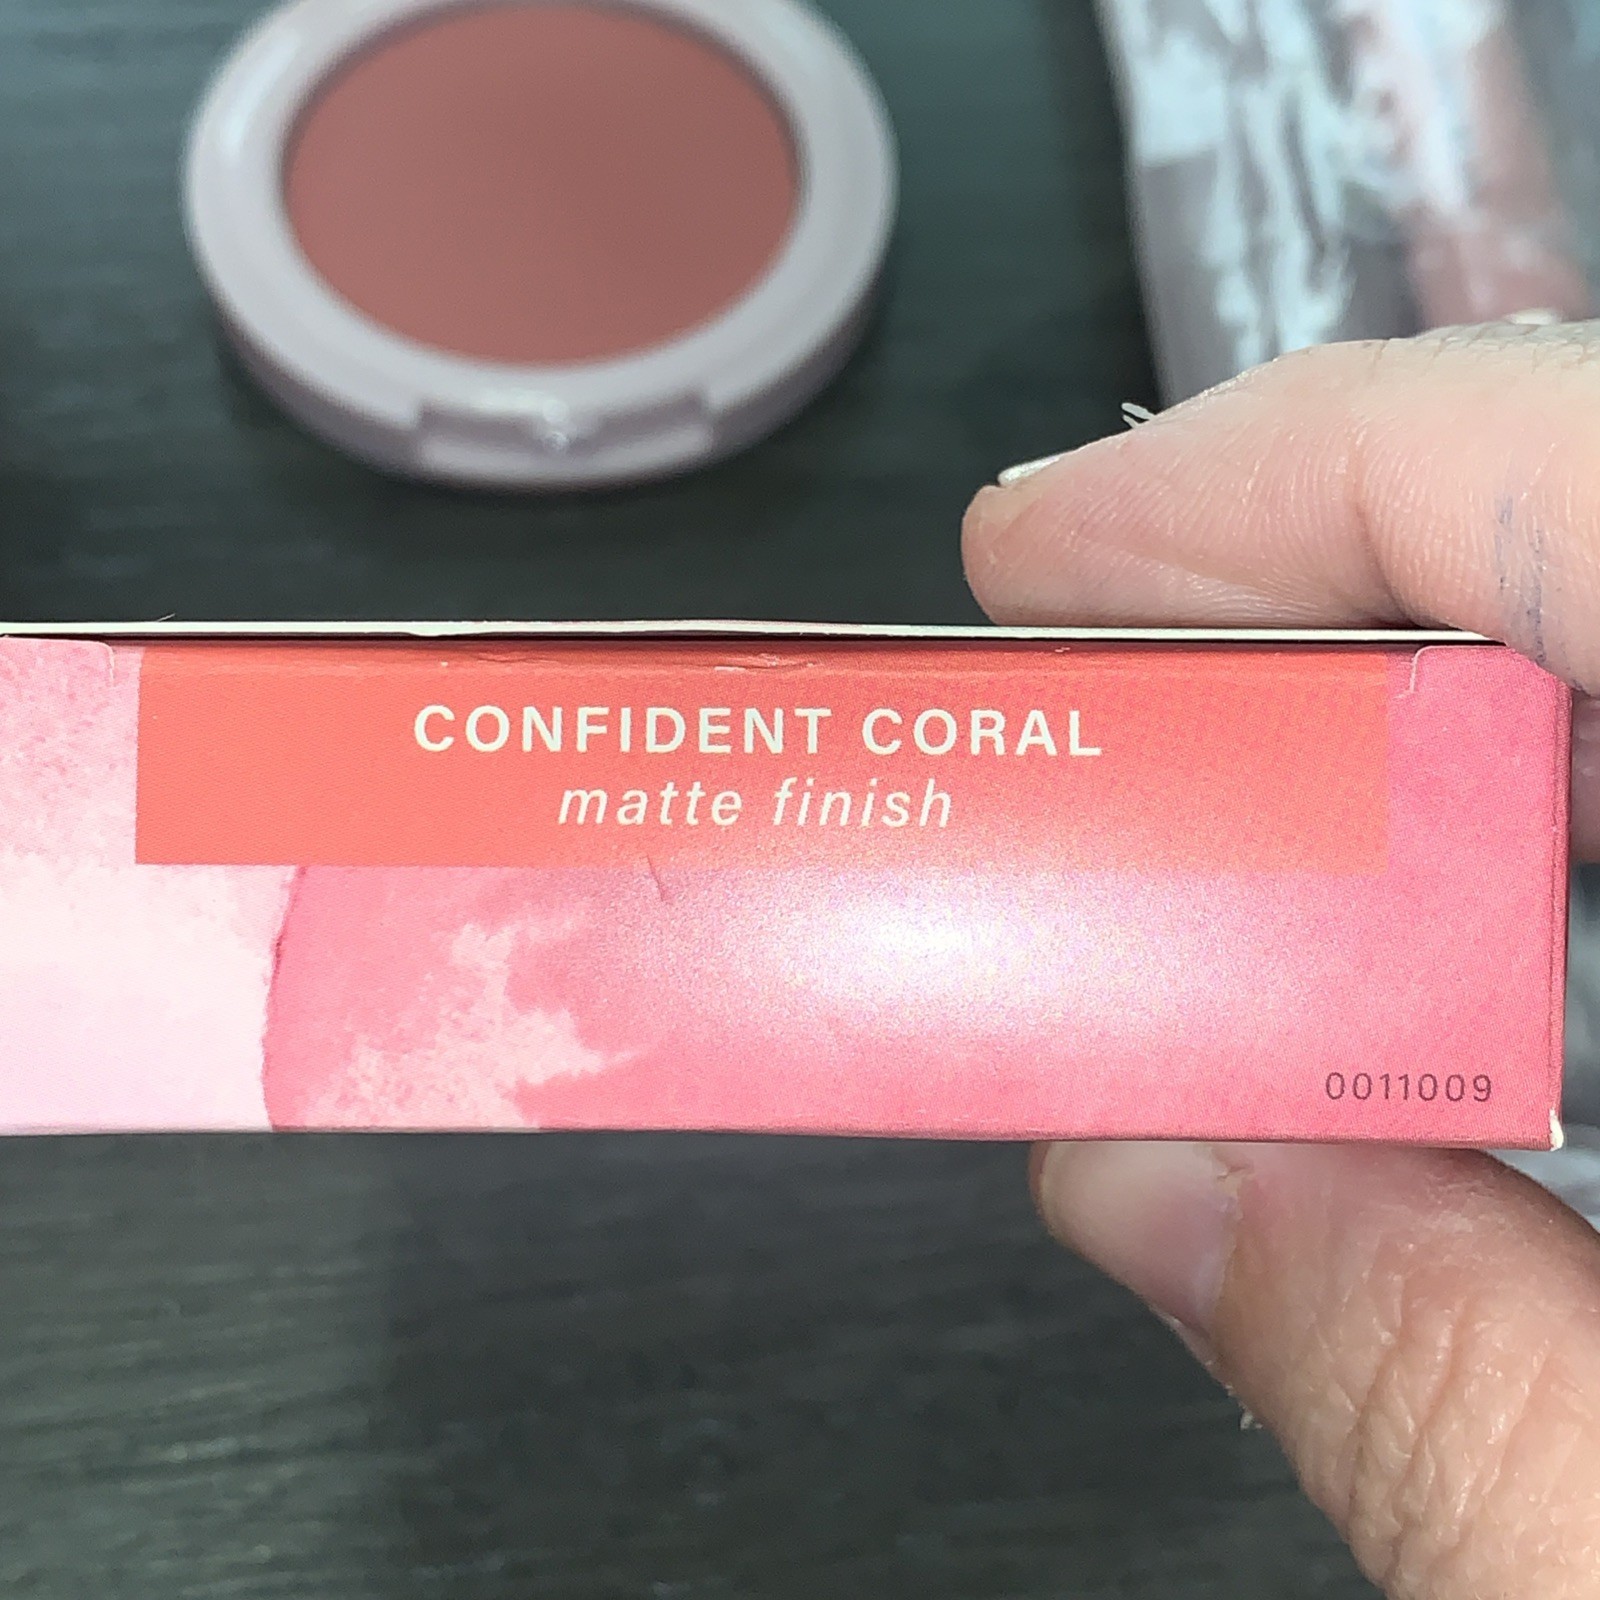 CONFIDENT CORAL
matte finish
0011009